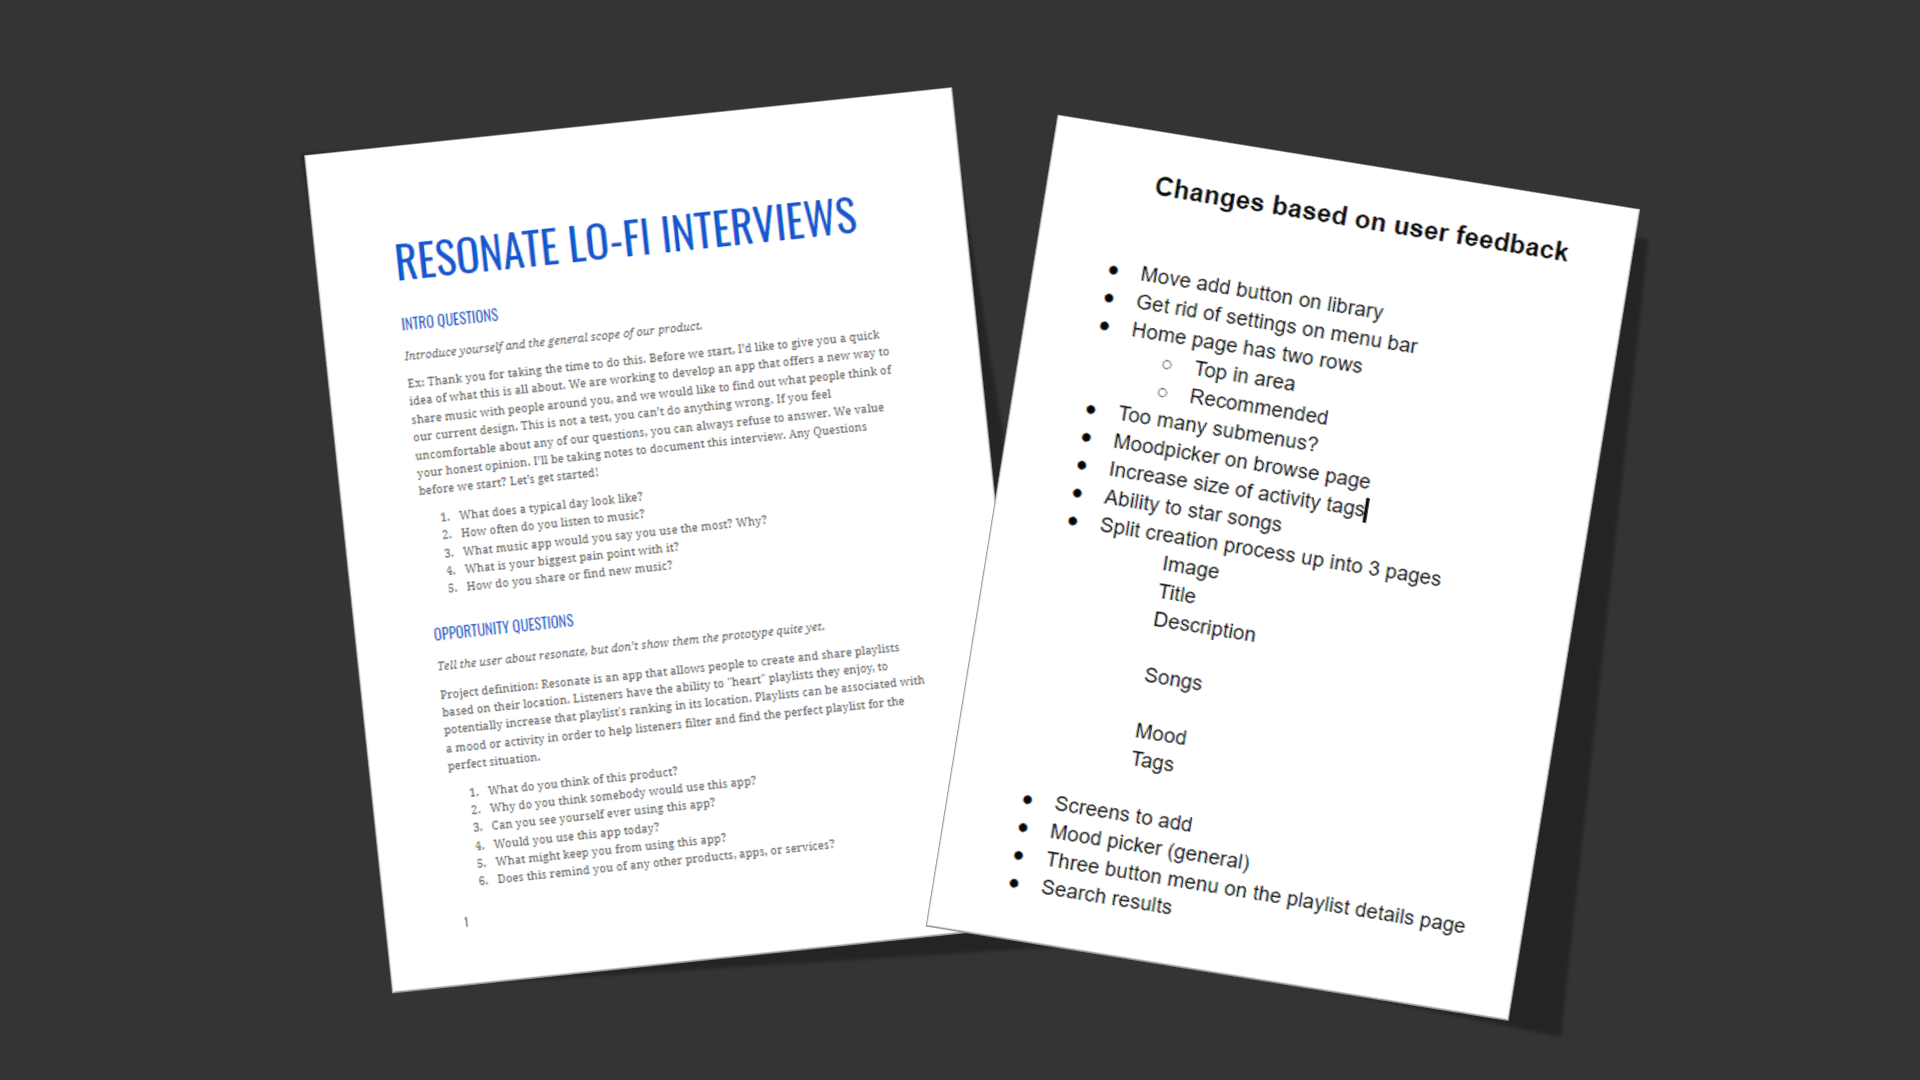 RESONATE LO-FI INTERVIEWS
INTRO QUESTIONS
Introduce yourself and the general scope of our product.
Ex: Thank you for taking the time to do this. Before we start, I'd like to give you a quick
idea of what this is all about. We are working to develop an app that offers a new way to
share music with people around you, and we would like to find out what people think of
our current design. This is not a test, you can't do anything wrong. If you feel
uncomfortable about any of our questions, you can always refuse to answer. We value
your honest opinion. I'll be taking notes to document this interview. Any Questions
before we start? Let's get started!
1. What does a typical day look like?
2. How often do you listen to music?
3. What music app would you say you use the most? Why?
4. What is your biggest pain point with it?
5. How do you share or find new music?
OPPORTUNITY QUESTIONS
Tell the user about resonate, but don't show them the prototype quite yet.
Project definition: Resonate is an app that allows people to create and share playlists
based on their location. Listeners have the ability to "heart" playlists they enjoy, to
potentially increase that playlist's ranking in its location. Playlists can be associated with
a mood or activity in order to help listeners filter and find the perfect playlist for the
perfect situation.
1. What do you think of this product?
2. Why do you think somebody would use this app?
3. Can you see yourself ever using this app?
4. Would you use this app today?
5. What might keep you from using this app?
6. Does this remind you of any other products, apps, or services?
1
Changes based on user feedback
● Move add button on library
● Get rid of settings on menu bar
● Home page has two rows
○ Top in area
○ Recommended
● Too many submenus?
● Moodpicker on browse page
● Increase size of activity tags
● Ability to star songs
● Split creation process up into 3 pages
Image
Title
Description
Songs
Mood
Tags
● Screens to add
● Mood picker (general)
● Three button menu on the playlist details page
● Search results